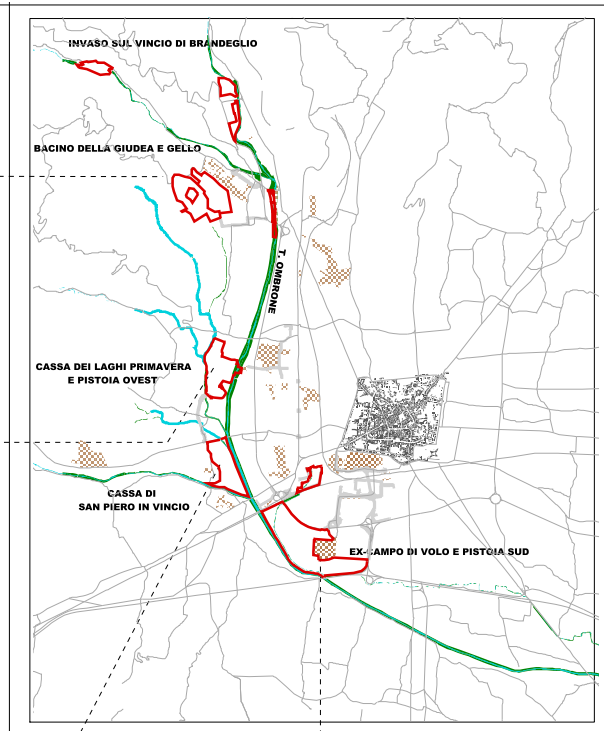 INVASO SUL VINCIO DI BRANDEGLIO
BACINO DELLA GIUDEA E GELLO
T. OMBRONE
CASSA DEI LAGHI PRIMAVERA
E PISTOIA OVEST
CASSA DI
SAN PIERO IN VINCIO
EX-CAMPO DI VOLO E PISTOIA SUD